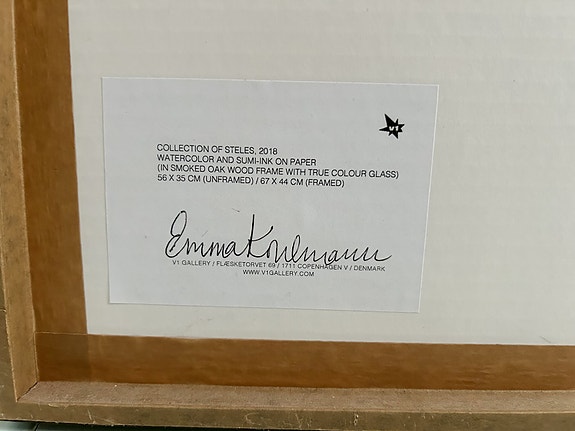 V1
COLLECTION OF STELES, 2018
WATERCOLOR AND SUMI-INK ON PAPER
(IN SMOKED OAK WOOD FRAME WITH TRUE COLOUR GLASS)
56 X 35 CM (UNFRAMED) / 67 X 44 CM (FRAMED)
Emma Kohlmann
V1 GALLERY / FLÆSKETORVET 69 / 1711 COPENHAGEN V / DENMARK
WWW.V1GALLERY.COM